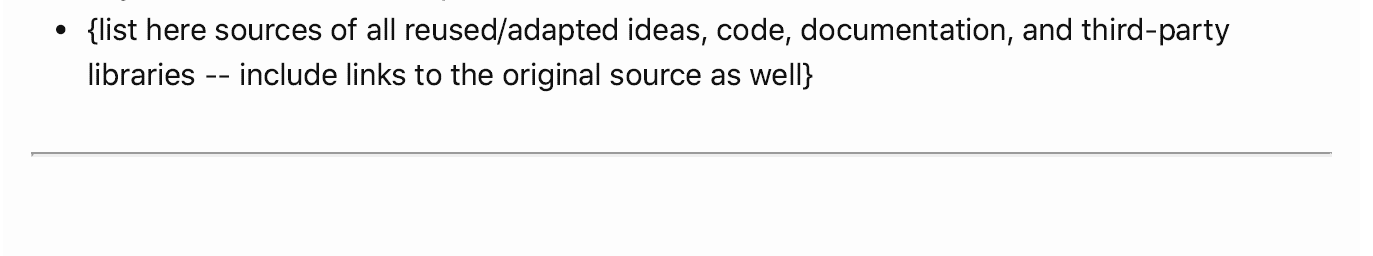 • {list here sources of all reused/adapted ideas, code, documentation, and third-party
libraries -- include links to the original source as well}